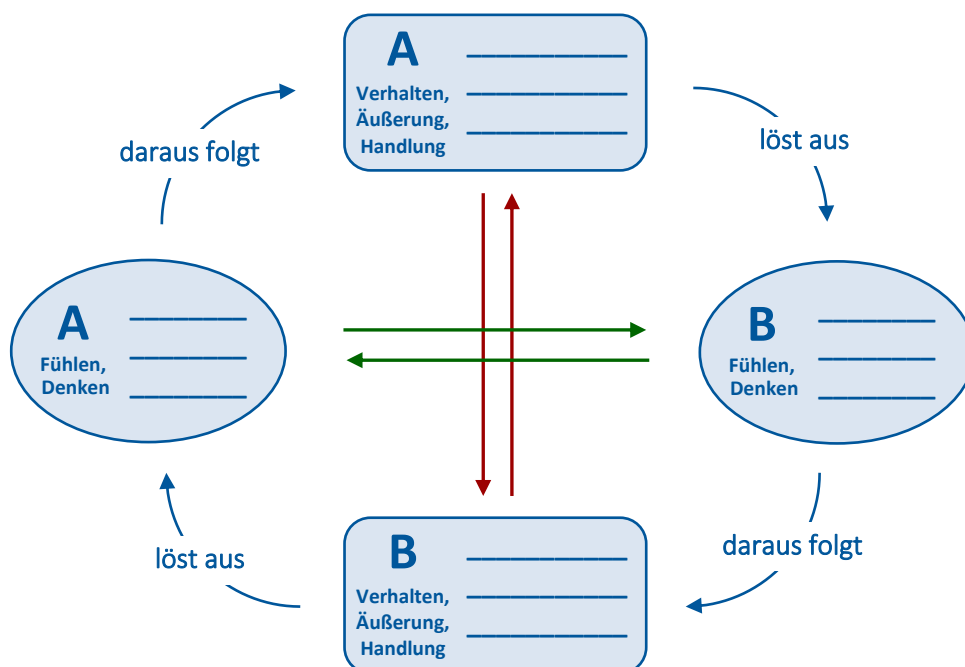 A
Verhalten,
Äußerung,
Handlung
daraus folgt
löst aus
A
Fühlen,
Denken
B
Fühlen,
Denken
löst aus
daraus folgt
B
Verhalten,
Äußerung,
Handlung